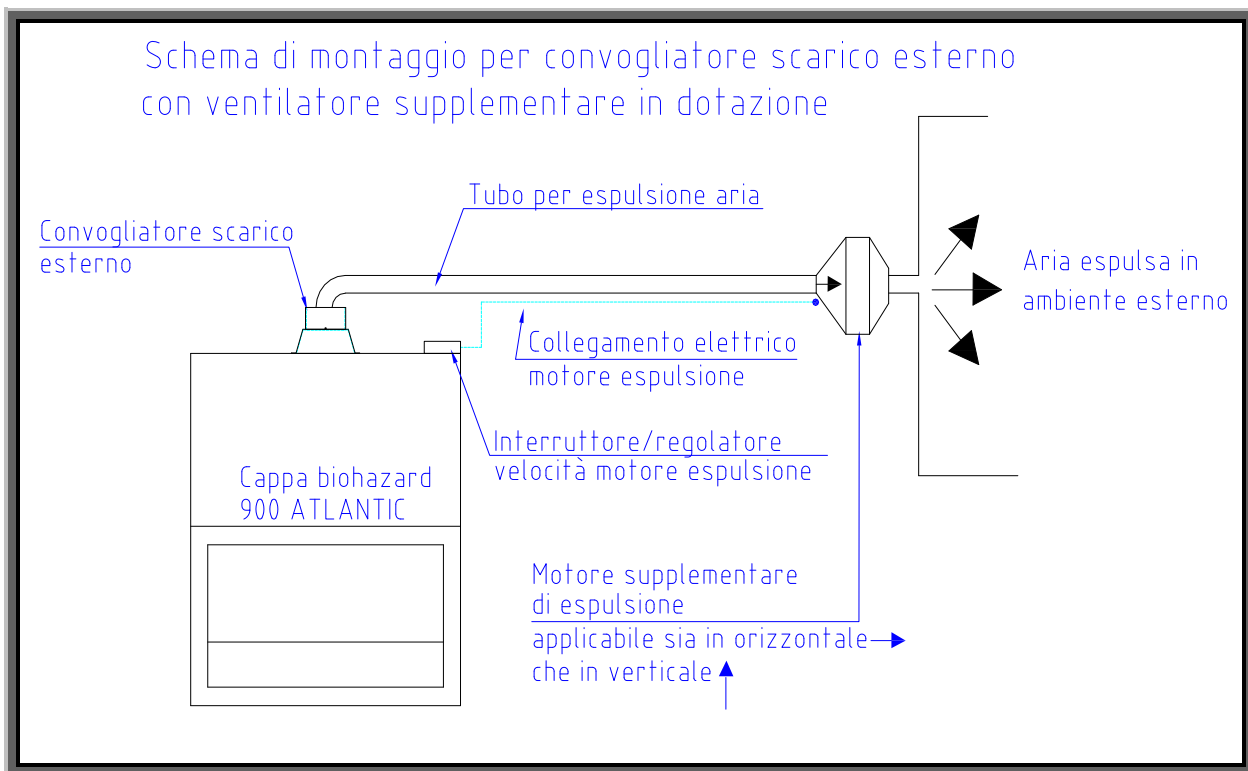 Schema di montaggio per convogliatore scarico esterno
con ventilatore supplementare in dotazione
Tubo per espulsione aria
Convogliatore scarico
esterno
Aria espulsa in
ambiente esterno
Collegamento elettrico
motore espulsione
Interruttore/regolatore
velocità motore espulsione
Cappa biohazard
900 ATLANTIC
Motore supplementare
di espulsione
applicabile sia in orizzontale
che in verticale